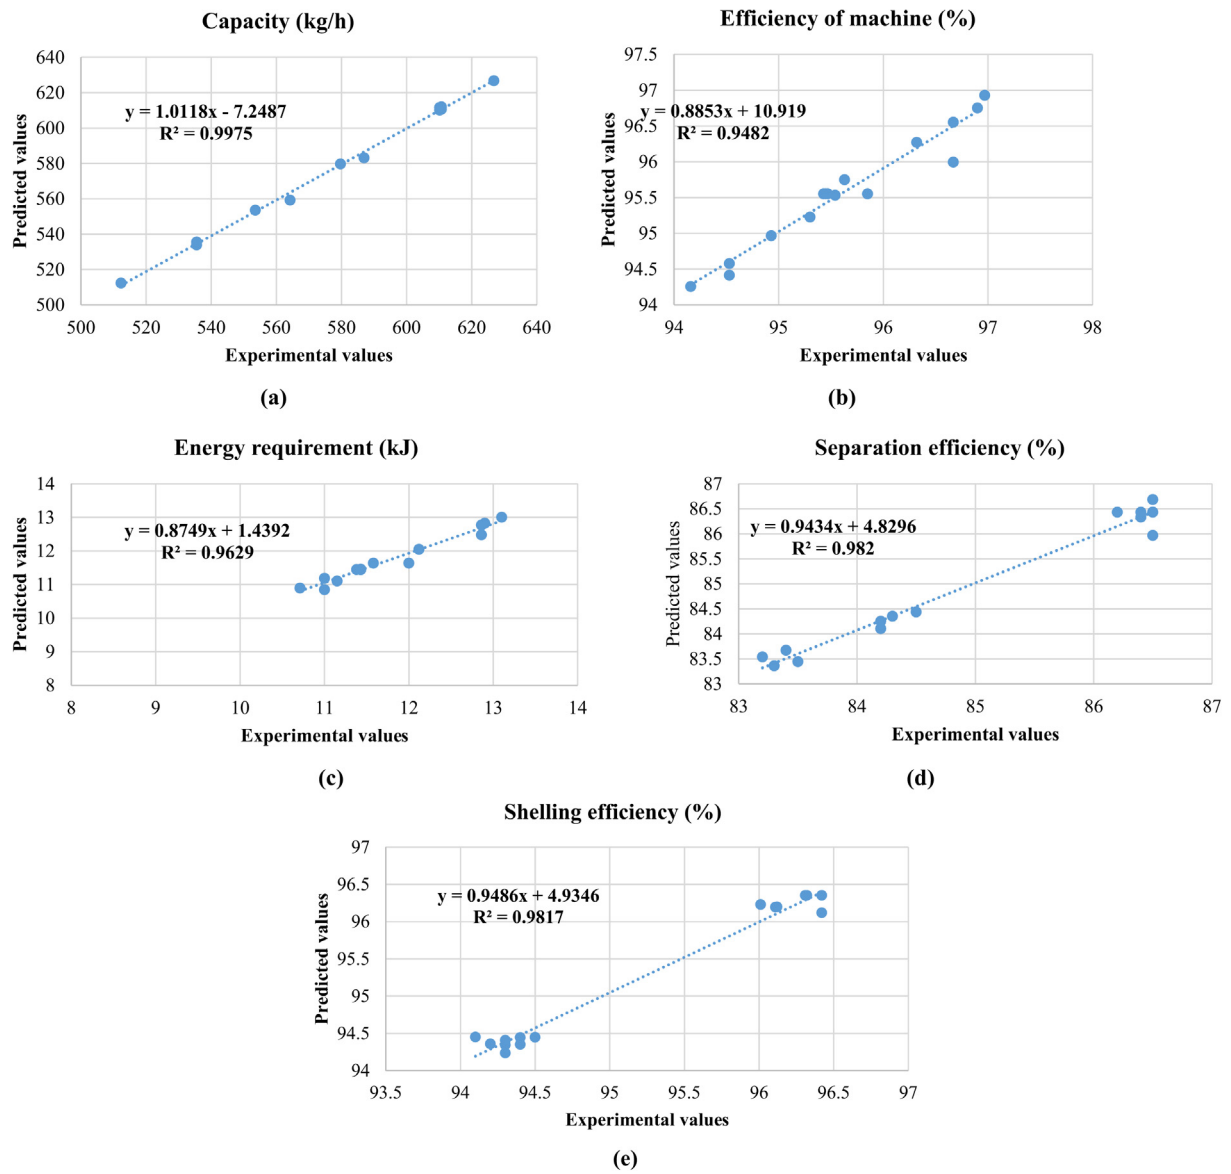 Capacity (kg/h)
640
620
600
580
560
540
520
500
Predicted values
y = 1.0118x - 7.2487
R² = 0.9975
500 520 540 560 580 600 620 640
Experimental values
(a)
Efficiency of machine (%)
97.5
97
96.5
96
95.5
95
94.5
94
Predicted values
y = 0.8853x + 10.919
R² = 0.9482
94 95 96 97 98
Experimental values
(b)
Energy requirement (kJ)
14
13
12
11
10
9
8
Predicted values
y = 0.8749x + 1.4392
R² = 0.9629
8 9 10 11 12 13 14
Experimental values
(c)
Separation efficiency (%)
87
86.5
86
85.5
85
84.5
84
83.5
83
Predicted values
y = 0.9434x + 4.8296
R² = 0.982
83 84 85 86 87
Experimental values
(d)
Shelling efficiency (%)
97
96.5
96
95.5
95
94.5
94
Predicted values
y = 0.9486x + 4.9346
R² = 0.9817
93.5 94 94.5 95 95.5 96 96.5 97
Experimental values
(e)